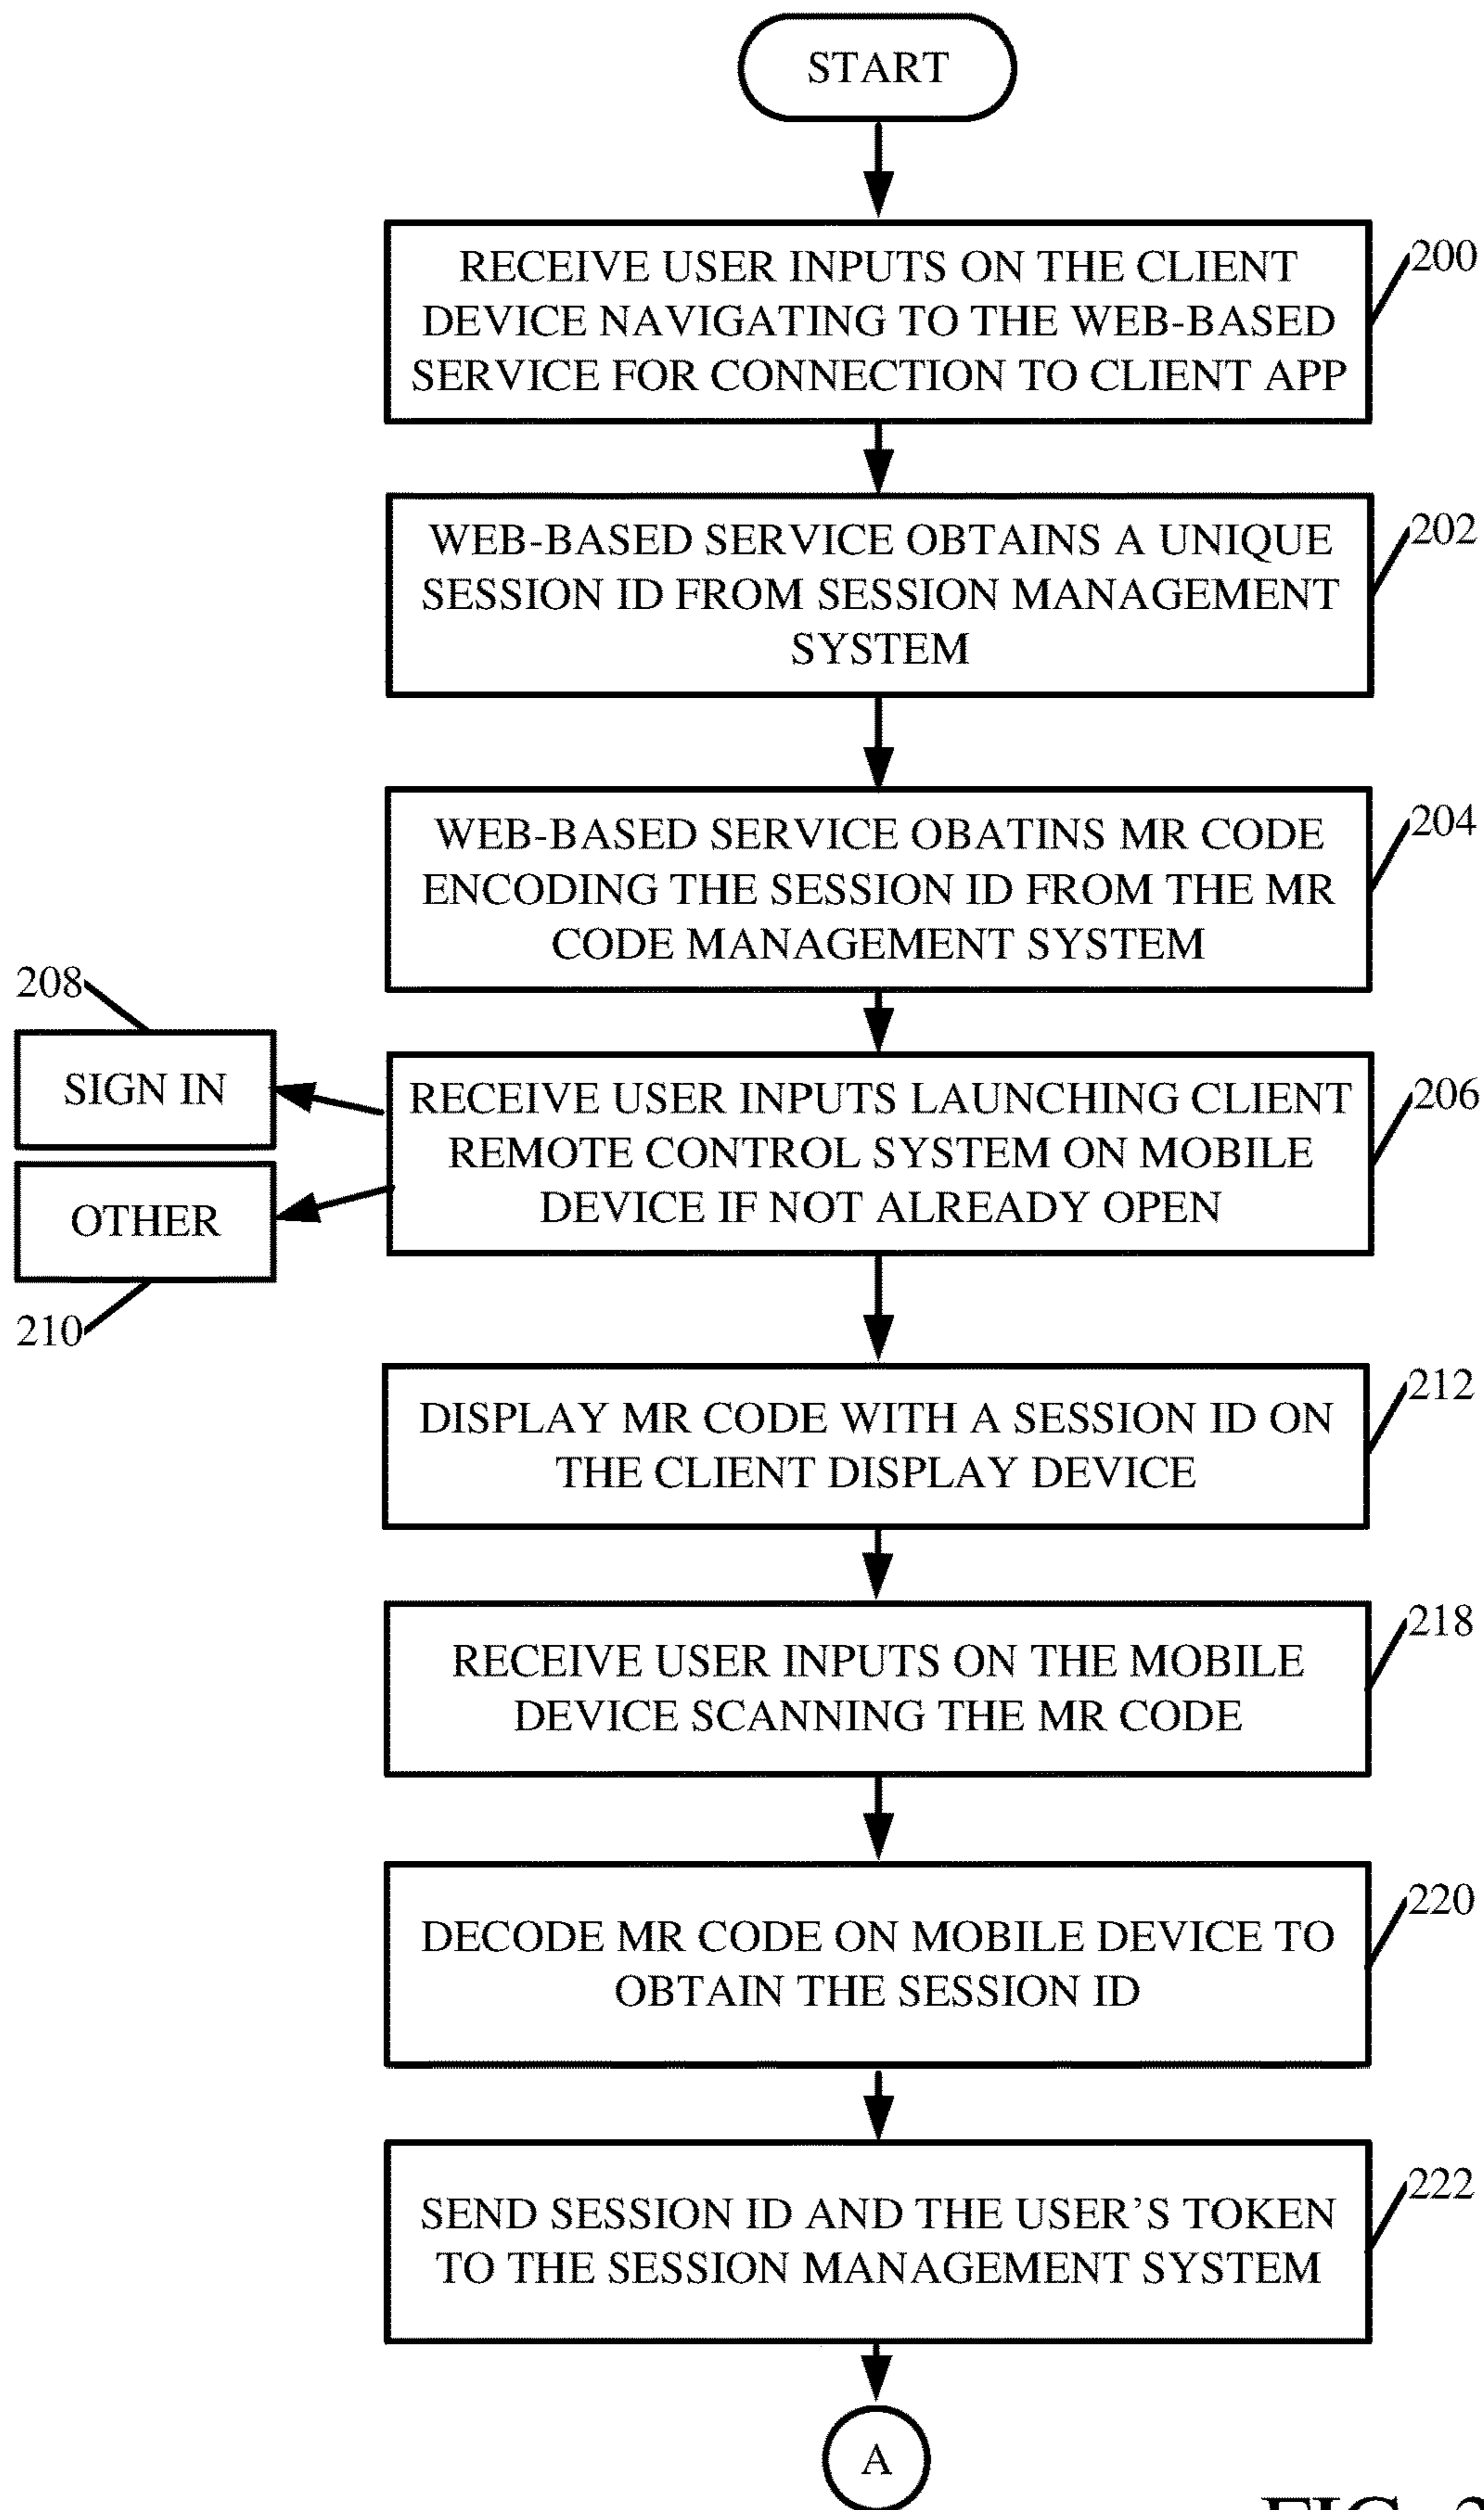 START
RECEIVE USER INPUTS ON THE CLIENT
DEVICE NAVIGATING TO THE WEB-BASED
SERVICE FOR CONNECTION TO CLIENT APP
200
WEB-BASED SERVICE OBTAINS A UNIQUE
SESSION ID FROM SESSION MANAGEMENT
SYSTEM
202
WEB-BASED SERVICE OBATINS MR CODE
ENCODING THE SESSION ID FROM THE MR
CODE MANAGEMENT SYSTEM
204
208
SIGN IN
OTHER
210
RECEIVE USER INPUTS LAUNCHING CLIENT
REMOTE CONTROL SYSTEM ON MOBILE
DEVICE IF NOT ALREADY OPEN
206
DISPLAY MR CODE WITH A SESSION ID ON
THE CLIENT DISPLAY DEVICE
212
RECEIVE USER INPUTS ON THE MOBILE
DEVICE SCANNING THE MR CODE
218
DECODE MR CODE ON MOBILE DEVICE TO
OBTAIN THE SESSION ID
220
SEND SESSION ID AND THE USER'S TOKEN
TO THE SESSION MANAGEMENT SYSTEM
222
A
FIG.